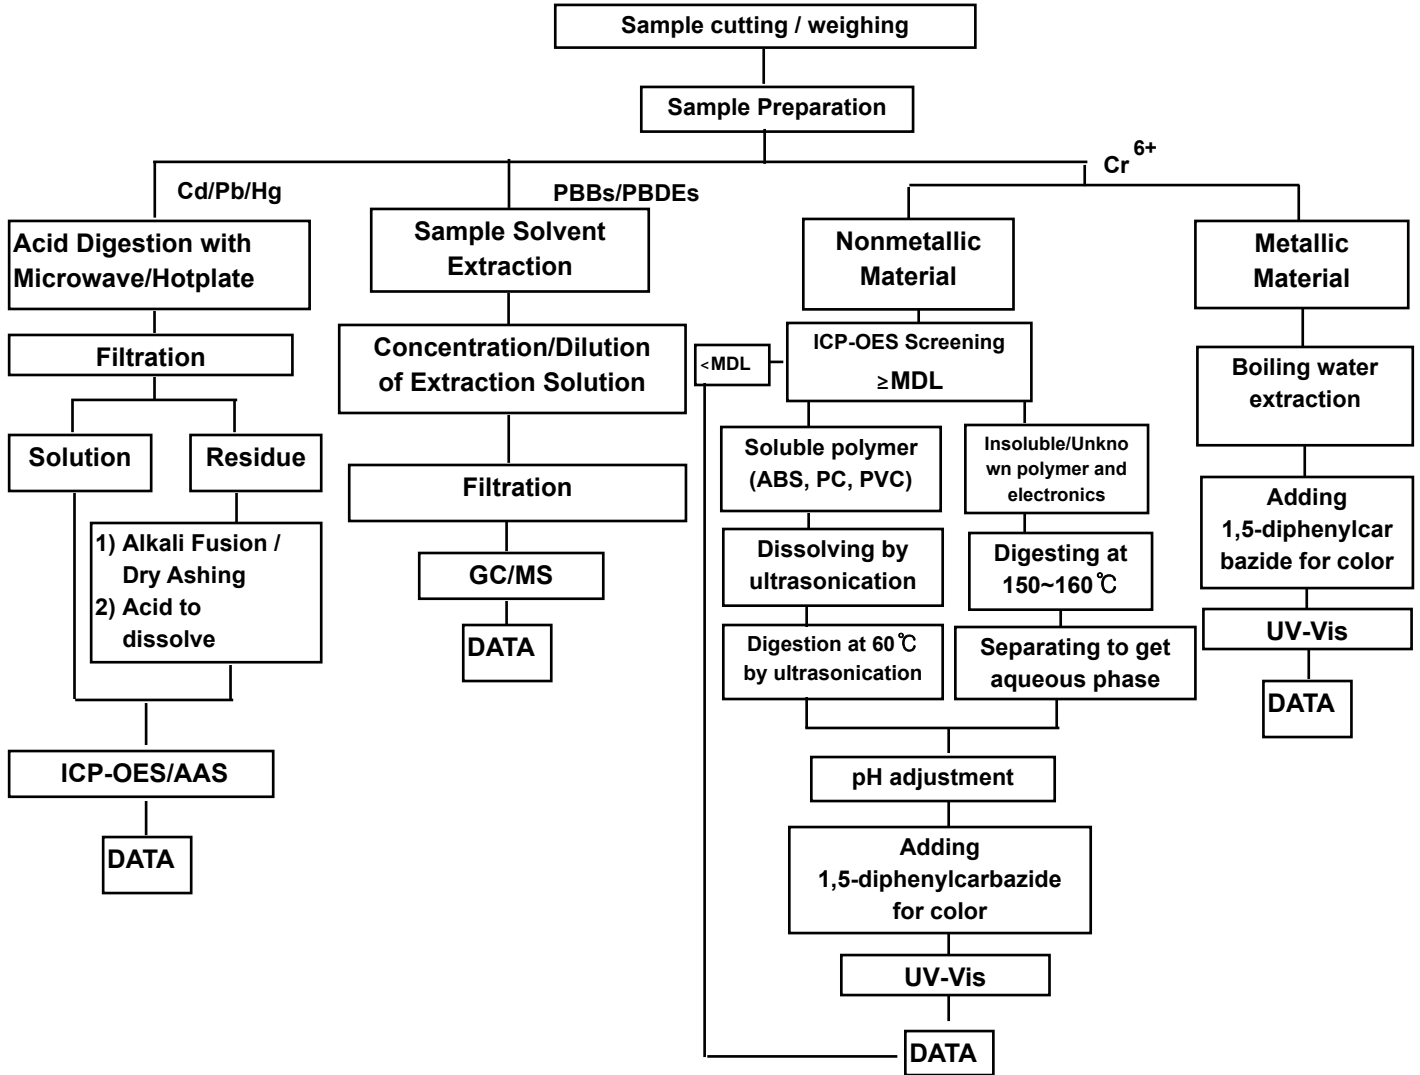 Sample cutting / weighing
Sample Preparation
Cr 6+
Cd/Pb/Hg
PBBs/PBDEs
Acid Digestion with
Microwave/Hotplate
Filtration
Solution
Residue
1) Alkali Fusion /
Dry Ashing
2) Acid to
dissolve
ICP-OES/AAS
DATA
Sample Solvent
Extraction
Concentration/Dilution
of Extraction Solution
Filtration
GC/MS
DATA
Nonmetallic
Material
ICP-OES Screening
≥MDL
<MDL
Soluble polymer
(ABS, PC, PVC)
Dissolving by
ultrasonication
Digestion at 60℃
by ultrasonication
Insoluble/Unkno
wn polymer and
electronics
Digesting at
150~160℃
Separating to get
aqueous phase
pH adjustment
Adding
1,5-diphenylcarbazide
for color
UV-Vis
DATA
Metallic
Material
Boiling water
extraction
Adding
1,5-diphenylcar
bazide for color
UV-Vis
DATA